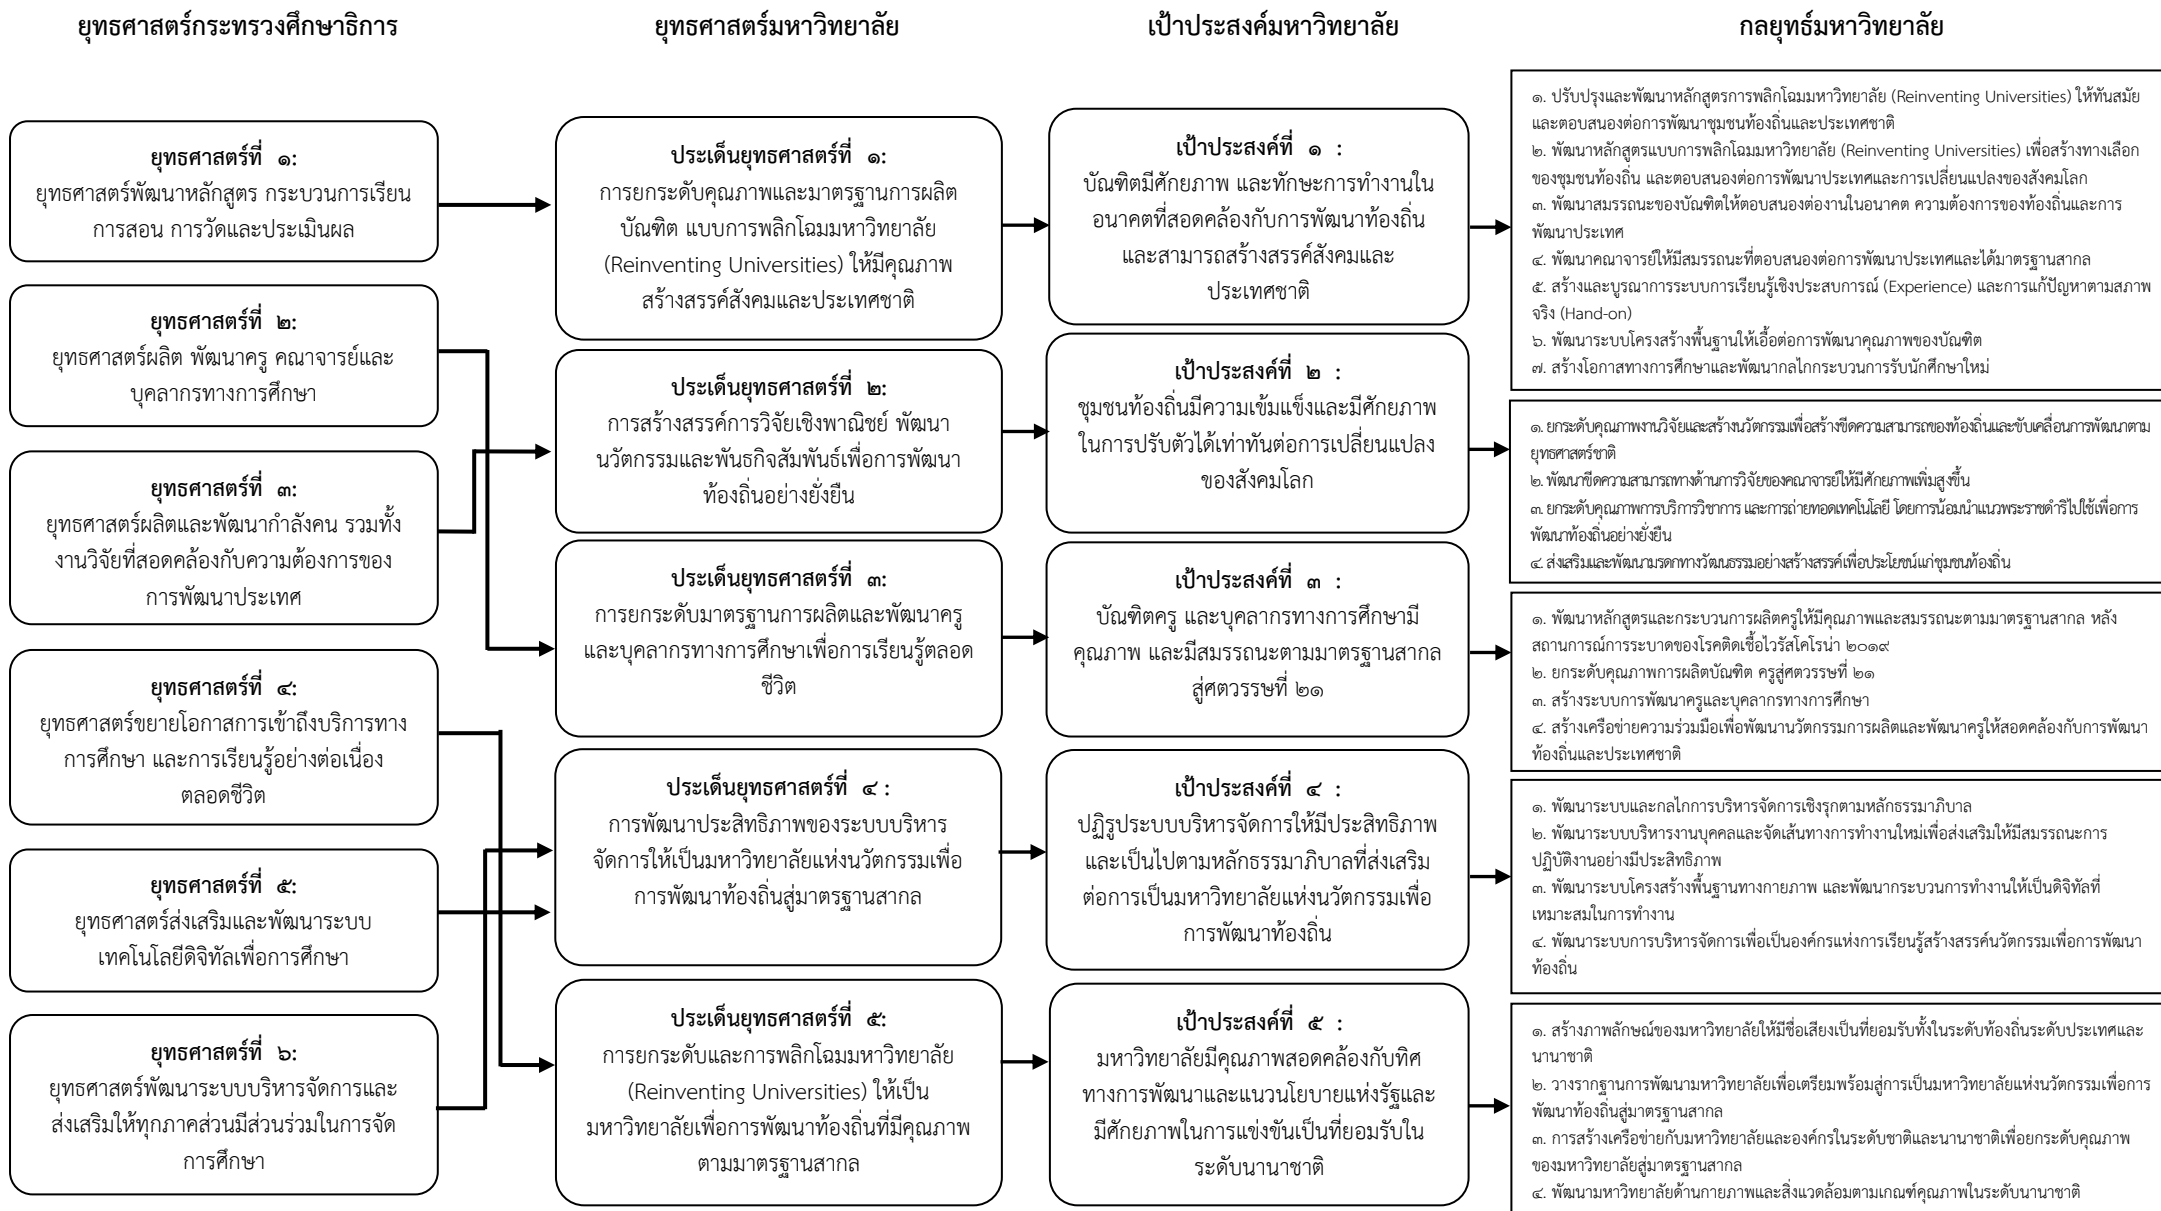 ยุทธศาสตร์กระทรวงศึกษาธิการ
ยุทธศาสตร์มหาวิทยาลัย
เป้าประสงค์มหาวิทยาลัย
กลยุทธ์มหาวิทยาลัย
ยุทธศาสตร์ที่ ๑:
ยุทธศาสตร์พัฒนาหลักสูตร กระบวนการเรียน
การสอน การวัดและประเมินผล
ยุทธศาสตร์ที่ ๒:
ยุทธศาสตร์ผลิต พัฒนาครู คณาจารย์และ
บุคลากรทางการศึกษา
ยุทธศาสตร์ที่ ๓:
ยุทธศาสตร์ผลิตและพัฒนากำลังคน รวมทั้ง
งานวิจัยที่สอดคล้องกับความต้องการของ
การพัฒนาประเทศ
ยุทธศาสตร์ที่ ๔:
ยุทธศาสตร์ขยายโอกาสการเข้าถึงบริการทาง
การศึกษา และการเรียนรู้อย่างต่อเนื่อง
ตลอดชีวิต
ยุทธศาสตร์ที่ ๕:
ยุทธศาสตร์ส่งเสริมและพัฒนาระบบ
เทคโนโลยีดิจิทัลเพื่อการศึกษา
ยุทธศาสตร์ที่ ๖:
ยุทธศาสตร์พัฒนาระบบบริหารจัดการและ
ส่งเสริมให้ทุกภาคส่วนมีส่วนร่วมในการจัด
การศึกษา
ประเด็นยุทธศาสตร์ที่ ๑:
การยกระดับคุณภาพและมาตรฐานการผลิต
บัณฑิต แบบการพลิกโฉมมหาวิทยาลัย
(Reinventing Universities) ให้มีคุณภาพ
สร้างสรรค์สังคมและประเทศชาติ
ประเด็นยุทธศาสตร์ที่ ๒:
การสร้างสรรค์การวิจัยเชิงพาณิชย์ พัฒนา
นวัตกรรมและพันธกิจสัมพันธ์เพื่อการพัฒนา
ท้องถิ่นอย่างยั่งยืน
ประเด็นยุทธศาสตร์ที่ ๓:
การยกระดับมาตรฐานการผลิตและพัฒนาครู
และบุคลากรทางการศึกษาเพื่อการเรียนรู้ตลอด
ชีวิต
ประเด็นยุทธศาสตร์ที่ ๔ :
การพัฒนาประสิทธิภาพของระบบบริหาร
จัดการให้เป็นมหาวิทยาลัยแห่งนวัตกรรมเพื่อ
การพัฒนาท้องถิ่นสู่มาตรฐานสากล
ประเด็นยุทธศาสตร์ที่ ๕:
การยกระดับและการพลิกโฉมมหาวิทยาลัย
(Reinventing Universities) ให้เป็น
มหาวิทยาลัยเพื่อการพัฒนาท้องถิ่นที่มีคุณภาพ
ตามมาตรฐานสากล
เป้าประสงค์ที่ ๑ :
บัณฑิตมีศักยภาพ และทักษะการทำงานใน
อนาคตที่สอดคล้องกับการพัฒนาท้องถิ่น
และสามารถสร้างสรรค์สังคมและ
ประเทศชาติ
เป้าประสงค์ที่ ๒ :
ชุมชนท้องถิ่นมีความเข้มแข็งและมีศักยภาพ
ในการปรับตัวได้เท่าทันต่อการเปลี่ยนแปลง
ของสังคมโลก
เป้าประสงค์ที่ ๓ :
บัณฑิตครู และบุคลากรทางการศึกษามี
คุณภาพ และมีสมรรถนะตามมาตรฐานสากล
สู่ศตวรรษที่ ๒๑
เป้าประสงค์ที่ ๔ :
ปฏิรูประบบบริหารจัดการให้มีประสิทธิภาพ
และเป็นไปตามหลักธรรมาภิบาลที่ส่งเสริม
ต่อการเป็นมหาวิทยาลัยแห่งนวัตกรรมเพื่อ
การพัฒนาท้องถิ่น
เป้าประสงค์ที่ ๕ :
มหาวิทยาลัยมีคุณภาพสอดคล้องกับทิศ
ทางการพัฒนาและแนวนโยบายแห่งรัฐและ
มีศักยภาพในการแข่งขันเป็นที่ยอมรับใน
ระดับนานาชาติ
๑. ปรับปรุงและพัฒนาหลักสูตรการพลิกโฉมมหาวิทยาลัย (Reinventing Universities) ให้ทันสมัย
และตอบสนองต่อการพัฒนาชุมชนท้องถิ่นและประเทศชาติ
๒. พัฒนาหลักสูตรแบบการพลิกโฉมมหาวิทยาลัย (Reinventing Universities) เพื่อสร้างทางเลือก
ของชุมชนท้องถิ่น และตอบสนองต่อการพัฒนาประเทศและการเปลี่ยนแปลงของสังคมโลก
๓. พัฒนาสมรรถนะของบัณฑิตให้ตอบสนองต่องานในอนาคต ความต้องการของท้องถิ่นและการ
พัฒนาประเทศ
๔. พัฒนาคณาจารย์ให้มีสมรรถนะที่ตอบสนองต่อการพัฒนาประเทศและได้มาตรฐานสากล
๕. สร้างและบูรณาการระบบการเรียนรู้เชิงประสบการณ์ (Experience) และการแก้ปัญหาตามสภาพ
จริง (Hand-on)
๖. พัฒนาระบบโครงสร้างพื้นฐานให้เอื้อต่อการพัฒนาคุณภาพของบัณฑิต
๗. สร้างโอกาสทางการศึกษาและพัฒนากลไกกระบวนการรับนักศึกษาใหม่
๑. ยกระดับคุณภาพงานวิจัยและสร้างนวัตกรรมเพื่อสร้างขีดความสามารถของท้องถิ่นและขับเคลื่อนการพัฒนาตาม
ยุทธศาสตร์ชาติ
๒. พัฒนาขีดความสามารถทางด้านการวิจัยของคณาจารย์ให้มีศักยภาพเพิ่มสูงขึ้น
๓. ยกระดับคุณภาพการบริการวิชาการ และการถ่ายทอดเทคโนโลยี โดยการน้อมนำแนวพระราชดำริไปใช้เพื่อการ
พัฒนาท้องถิ่นอย่างยั่งยืน
๔. ส่งเสริมและพัฒนามรดกทางวัฒนธรรมอย่างสร้างสรรค์เพื่อประโยชน์แก่ชุมชนท้องถิ่น
๑. พัฒนาหลักสูตรและกระบวนการผลิตครูให้มีคุณภาพและสมรรถนะตามมาตรฐานสากล หลัง
สถานการณ์การระบาดของโรคติดเชื้อไวรัสโคโรน่า ๒๐๑๙
๒. ยกระดับคุณภาพการผลิตบัณฑิต ครูสู่ศตวรรษที่ ๒๑
๓. สร้างระบบการพัฒนาครูและบุคลากรทางการศึกษา
๔. สร้างเครือข่ายความร่วมมือเพื่อพัฒนานวัตกรรมการผลิตและพัฒนาครูให้สอดคล้องกับการพัฒนา
ท้องถิ่นและประเทศชาติ
๑. พัฒนาระบบและกลไกการบริหารจัดการเชิงรุกตามหลักธรรมาภิบาล
๒. พัฒนาระบบบริหารงานบุคคลและจัดเส้นทางการทำงานใหม่เพื่อส่งเสริมให้มีสมรรถนะการ
ปฏิบัติงานอย่างมีประสิทธิภาพ
๓. พัฒนาระบบโครงสร้างพื้นฐานทางกายภาพ และพัฒนากระบวนการทำงานให้เป็นดิจิทัลที่
เหมาะสมในการทำงาน
๔. พัฒนาระบบการบริหารจัดการเพื่อเป็นองค์กรแห่งการเรียนรู้สร้างสรรค์นวัตกรรมเพื่อการพัฒนา
ท้องถิ่น
๑. สร้างภาพลักษณ์ของมหาวิทยาลัยให้มีชื่อเสียงเป็นที่ยอมรับทั้งในระดับท้องถิ่นระดับประเทศและ
นานาชาติ
๒. วางรากฐานการพัฒนามหาวิทยาลัยเพื่อเตรียมพร้อมสู่การเป็นมหาวิทยาลัยแห่งนวัตกรรมเพื่อการ
พัฒนาท้องถิ่นสู่มาตรฐานสากล
๓. การสร้างเครือข่ายกับมหาวิทยาลัยและองค์กรในระดับชาติและนานาชาติเพื่อยกระดับคุณภาพ
ของมหาวิทยาลัยสู่มาตรฐานสากล
๔. พัฒนามหาวิทยาลัยด้านกายภาพและสิ่งแวดล้อมตามเกณฑ์คุณภาพในระดับนานาชาติ